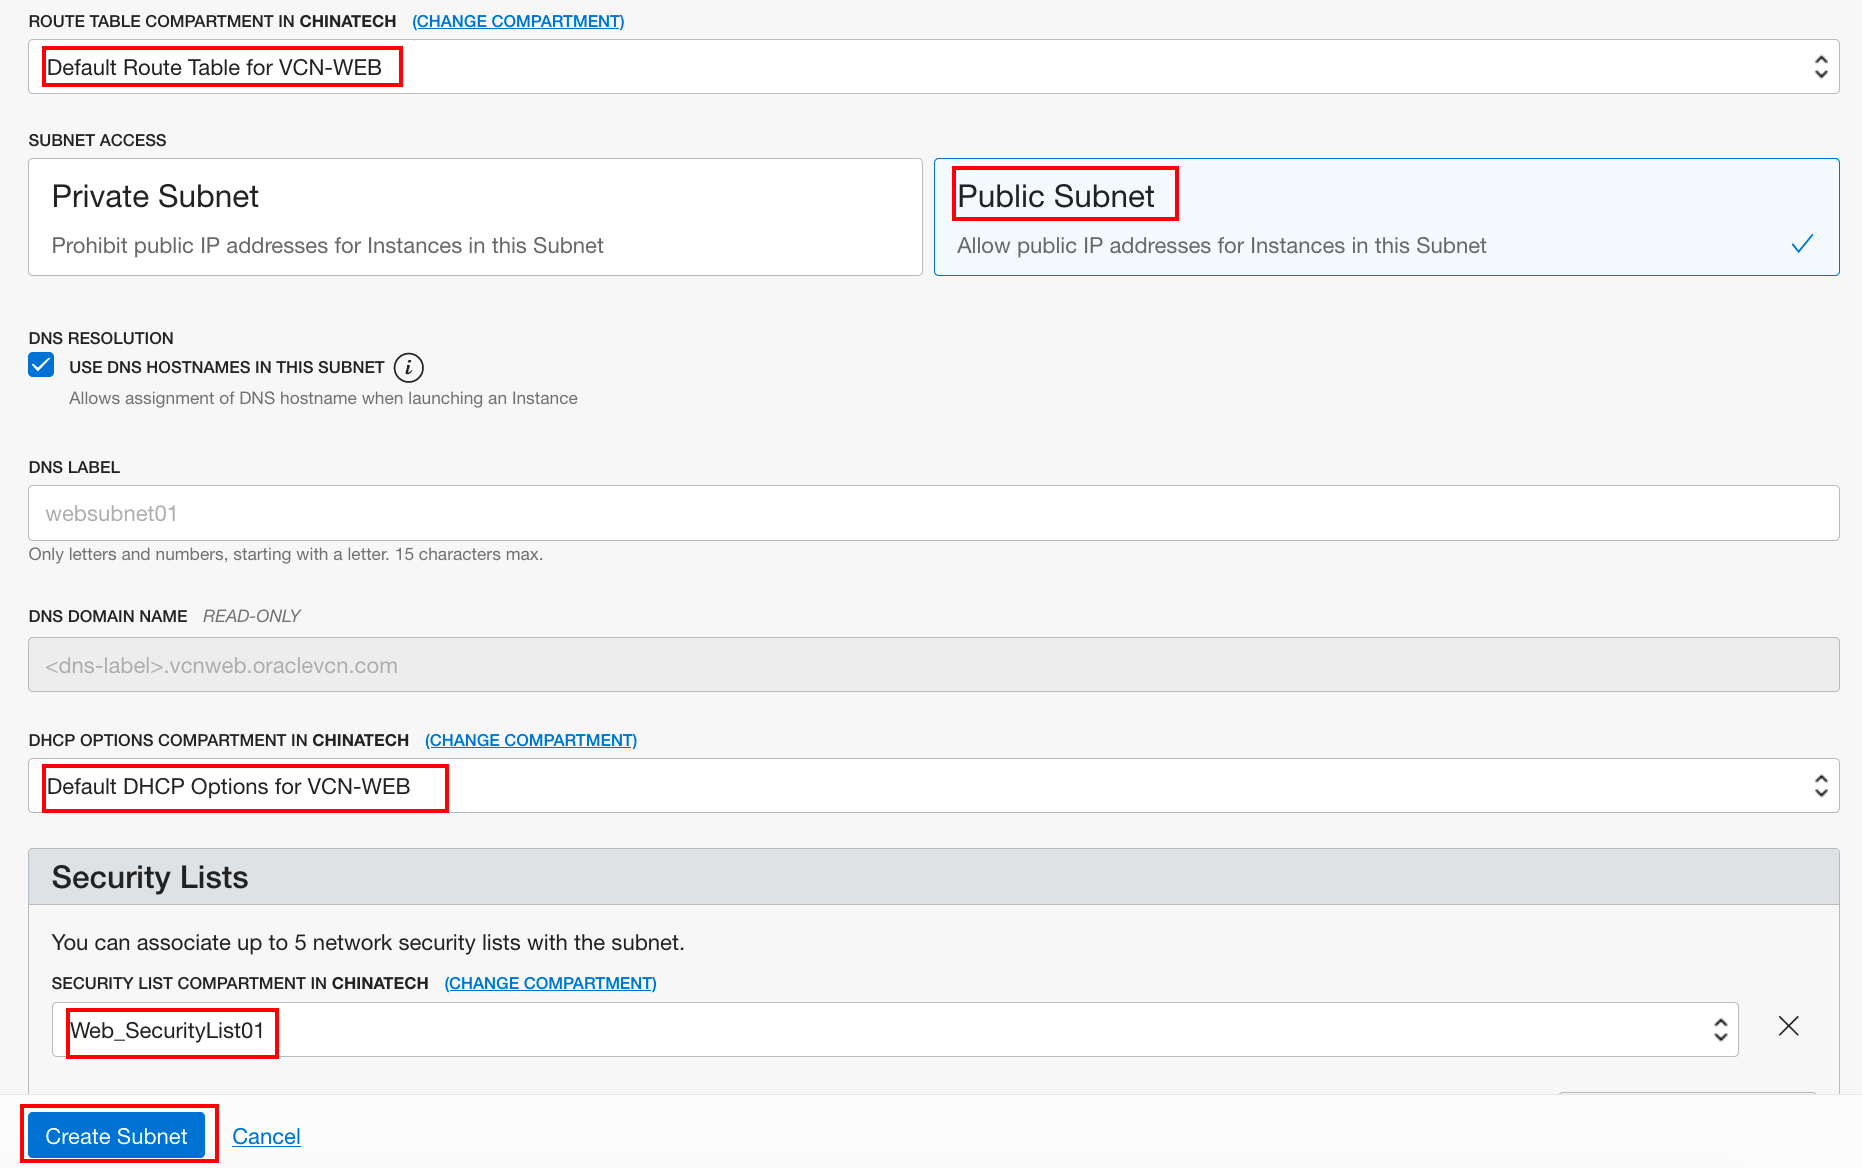 ROUTE TABLE COMPARTMENT IN CHINATECH (CHANGE COMPARTMENT)
Default Route Table for VCN-WEB
SUBNET ACCESS
Private Subnet
Prohibit public IP addresses for Instances in this Subnet
Public Subnet
Allow public IP addresses for Instances in this Subnet
DNS RESOLUTION
USE DNS HOSTNAMES IN THIS SUBNET i
Allows assignment of DNS hostname when launching an Instance
DNS LABEL
websubnet01
Only letters and numbers, starting with a letter. 15 characters max.
DNS DOMAIN NAME READ-ONLY
<dns-label>.vcnweb.oraclevcn.com
DHCP OPTIONS COMPARTMENT IN CHINATECH (CHANGE COMPARTMENT)
Default DHCP Options for VCN-WEB
Security Lists
You can associate up to 5 network security lists with the subnet.
SECURITY LIST COMPARTMENT IN CHINATECH (CHANGE COMPARTMENT)
Web_SecurityList01
Create Subnet Cancel